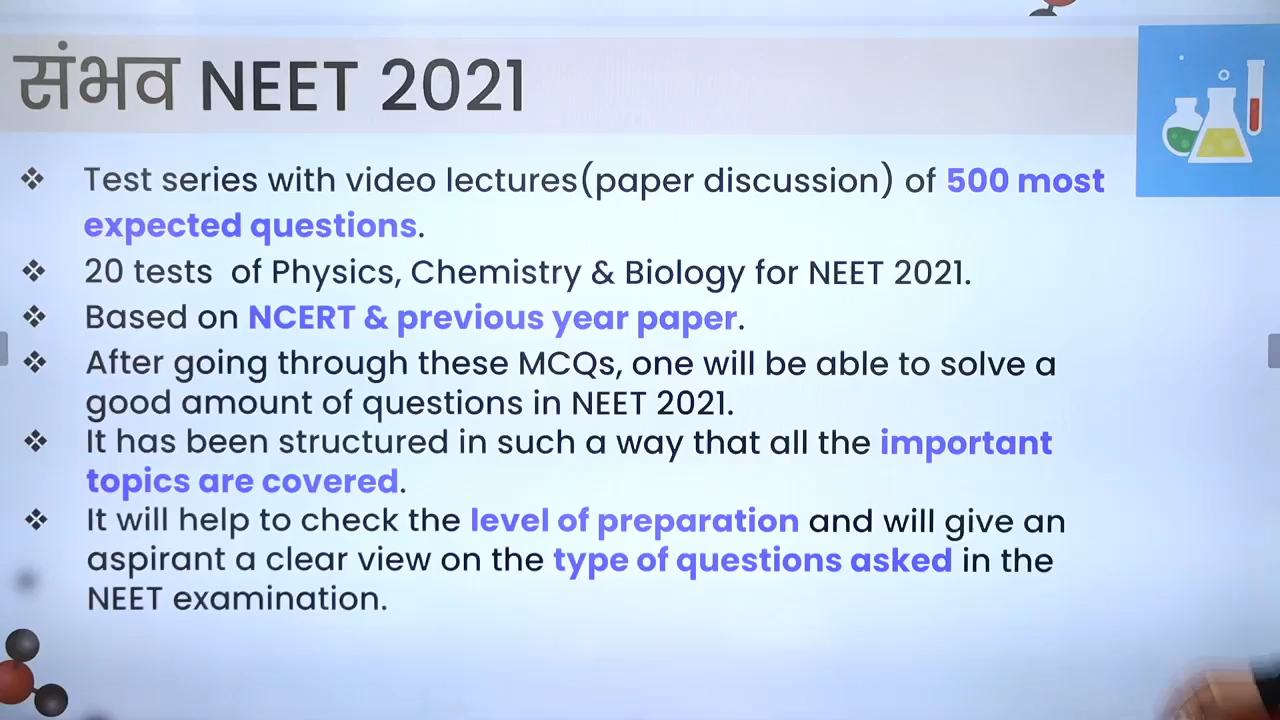 संभव NEET 2021
❖ Test series with video lectures(paper discussion) of 500 most
expected questions.
❖ 20 tests of Physics, Chemistry & Biology for NEET 2021.
❖ Based on NCERT & previous year paper.
❖ After going through these MCQs, one will be able to solve a
good amount of questions in NEET 2021.
❖ It has been structured in such a way that all the important
topics are covered.
❖ It will help to check the level of preparation and will give an
aspirant a clear view on the type of questions asked in the
NEET examination.